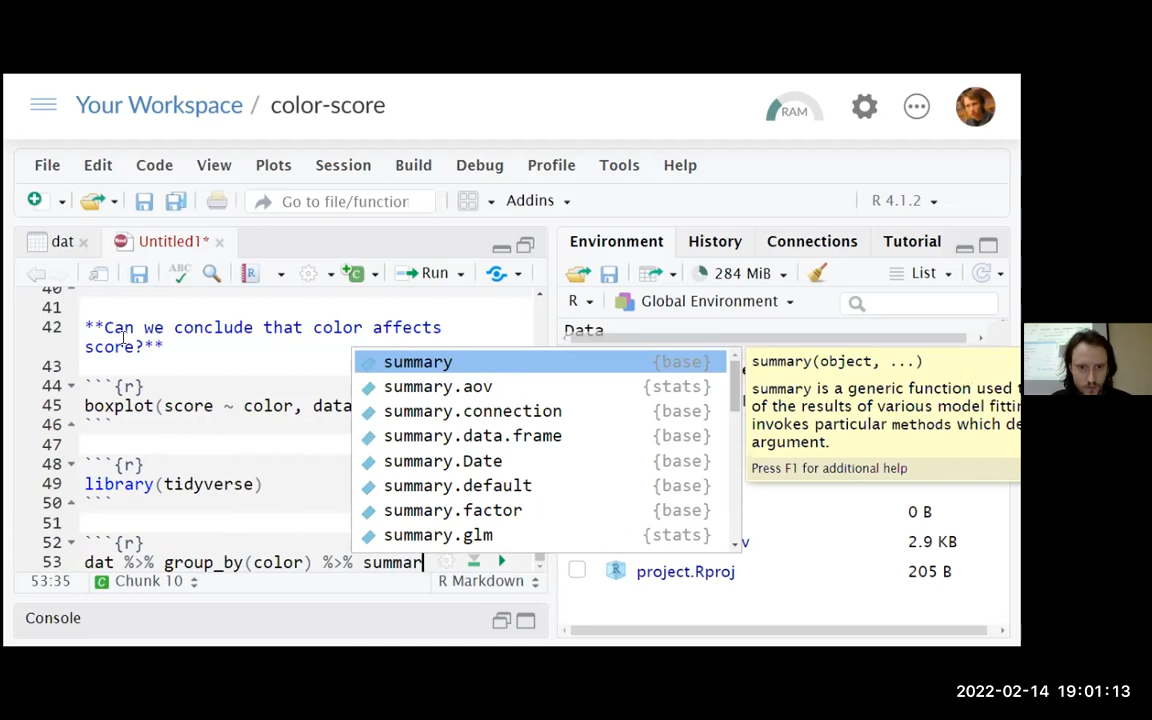 Your Workspace / color-score
RAM
File Edit Code View Plots Session Build Debug Profile Tools Help
Go to file/function Addins R 4.1.2
dat Untitled1*
Environment History Connections Tutorial
ABC Run 284 MiB List
R Global Environment
Data
41
42 **Can we conclude that color affects
score?**
43
44 ```{r}
45 boxplot(score ~ color, data
46 ```
47
48 ```{r}
49 library(tidyverse)
50 ```
51
52 ```{r}
53 dat %>% group_by(color) %>% summar
summary {base}
summary.aov {stats}
summary.connection {base}
summary.data.frame {base}
summary.Date {base}
summary.default {base}
summary.factor {base}
summary.glm {stats}
summary(object, ...)
summary is a generic function used
of the results of various model
invokes particular methods which
argument.
Press F1 for additional help
0 B
2.9 KB
project.Rproj 205 B
53:35 Chunk 10 R Markdown
Console
2022-02-14 19:01:13